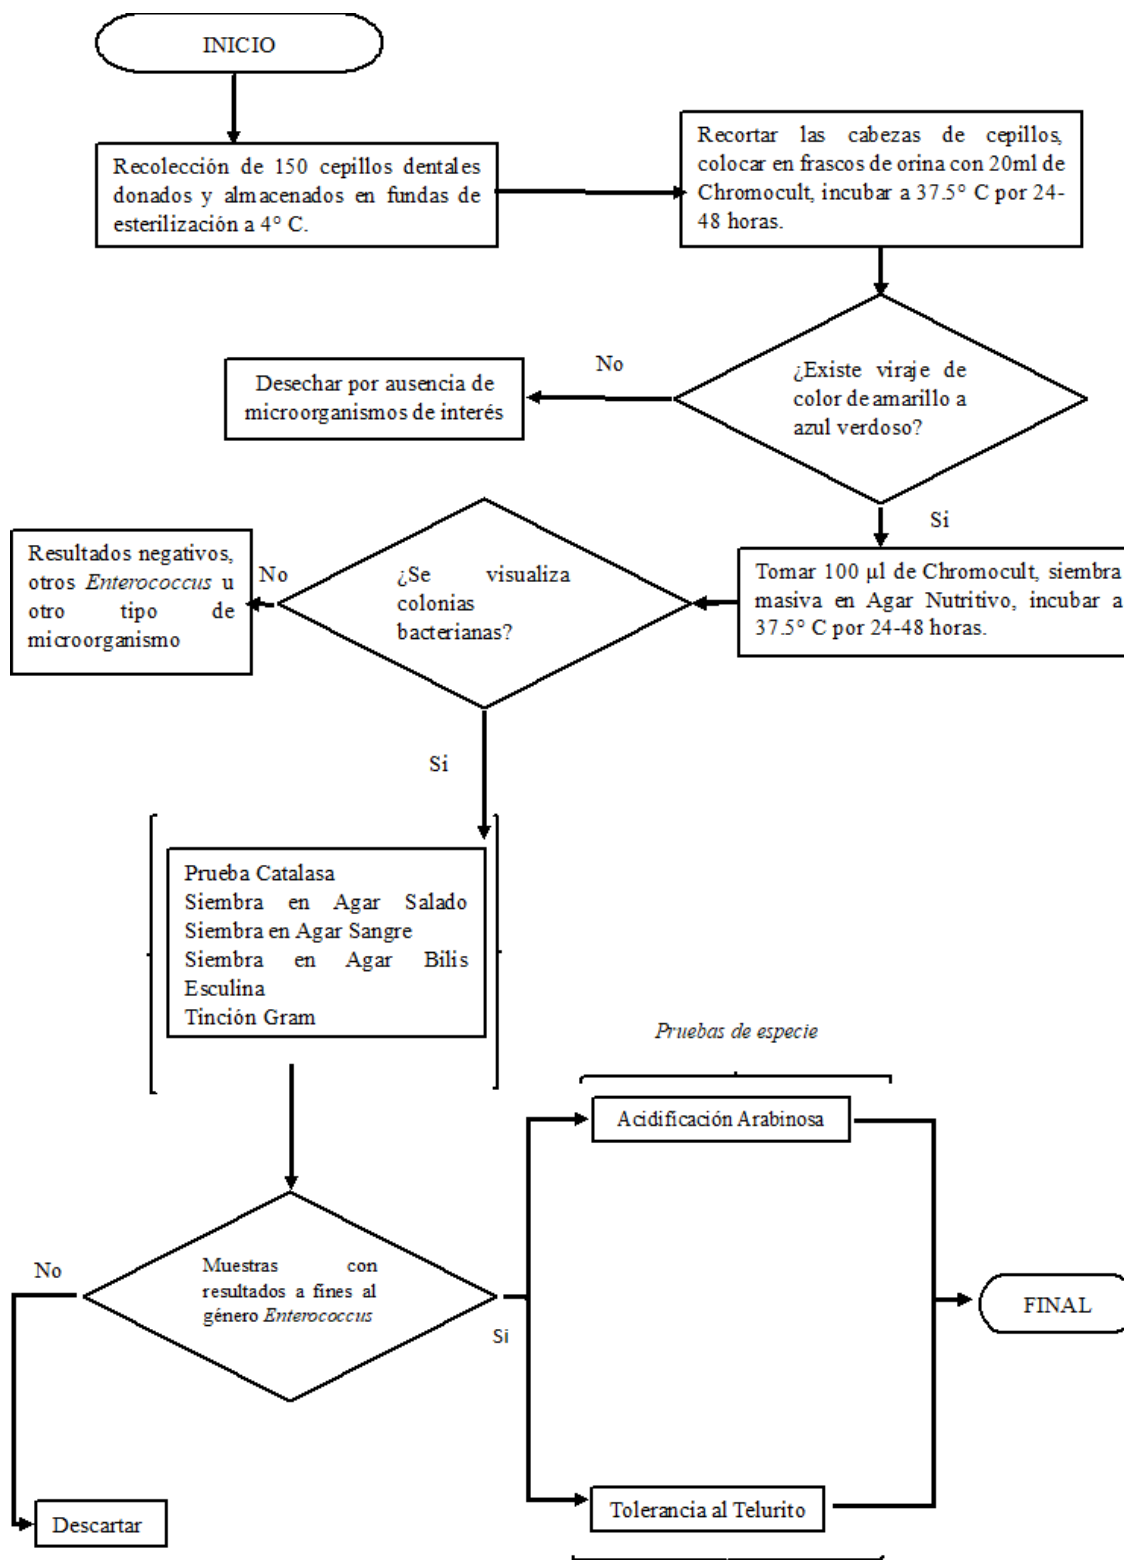 INICIO
Recolección de 150 cepillos dentales
donados y almacenados en fundas de
esterilización a 4° C.
Recortar las cabezas de cepillos,
colocar en frascos de orina con 20ml de
Chromocult, incubar a 37.5° C por 24-
48 horas.
¿Existe viraje de
color de amarillo a
azul verdoso?
No
Desechar por ausencia de
microorganismos de interés
Si
Tomar 100 µl de Chromocult, siembra
masiva en Agar Nutritivo, incubar a
37.5° C por 24-48 horas.
¿Se visualiza
colonias
bacterianas?
No
Resultados negativos,
otros Enterococcus u
otro tipo de
microorganismo
Si
Prueba Catalasa
Siembra en Agar Salado
Siembra en Agar Sangre
Siembra en Agar Bilis
Esculina
Tinción Gram
Muestras con
resultados a fines al
género Enterococcus
No
Descartar
Si
Pruebas de especie
Acidificación Arabinosa
Tolerancia al Telurito
FINAL